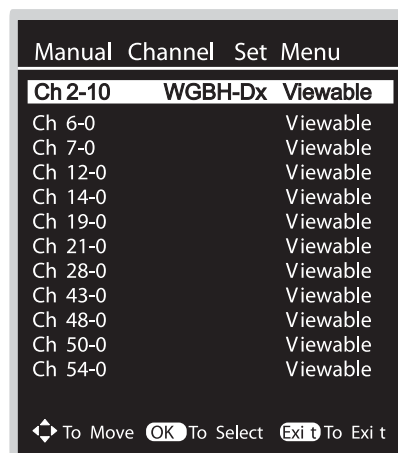 Manual Channel Set Menu
Ch 2-10 WGBH-Dx Viewable
Ch 6-0 Viewable
Ch 7-0 Viewable
Ch 12-0 Viewable
Ch 14-0 Viewable
Ch 19-0 Viewable
Ch 21-0 Viewable
Ch 28-0 Viewable
Ch 43-0 Viewable
Ch 48-0 Viewable
Ch 50-0 Viewable
Ch 54-0 Viewable
To Move OK To Select Exit To Exit